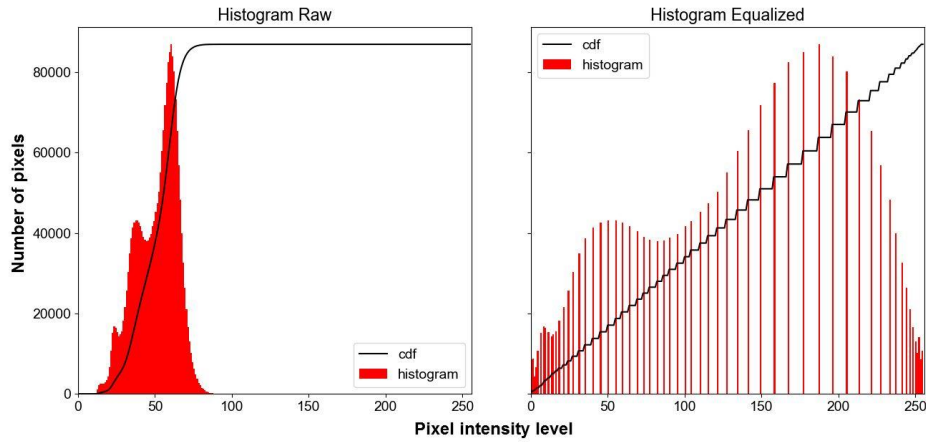 Histogram Raw
Number of pixels
80000
60000
40000
20000
0
0 50 100 150 200 250
cdf
histogram
Histogram Equalized
cdf
histogram
0 50 100 150 200 250
Pixel intensity level